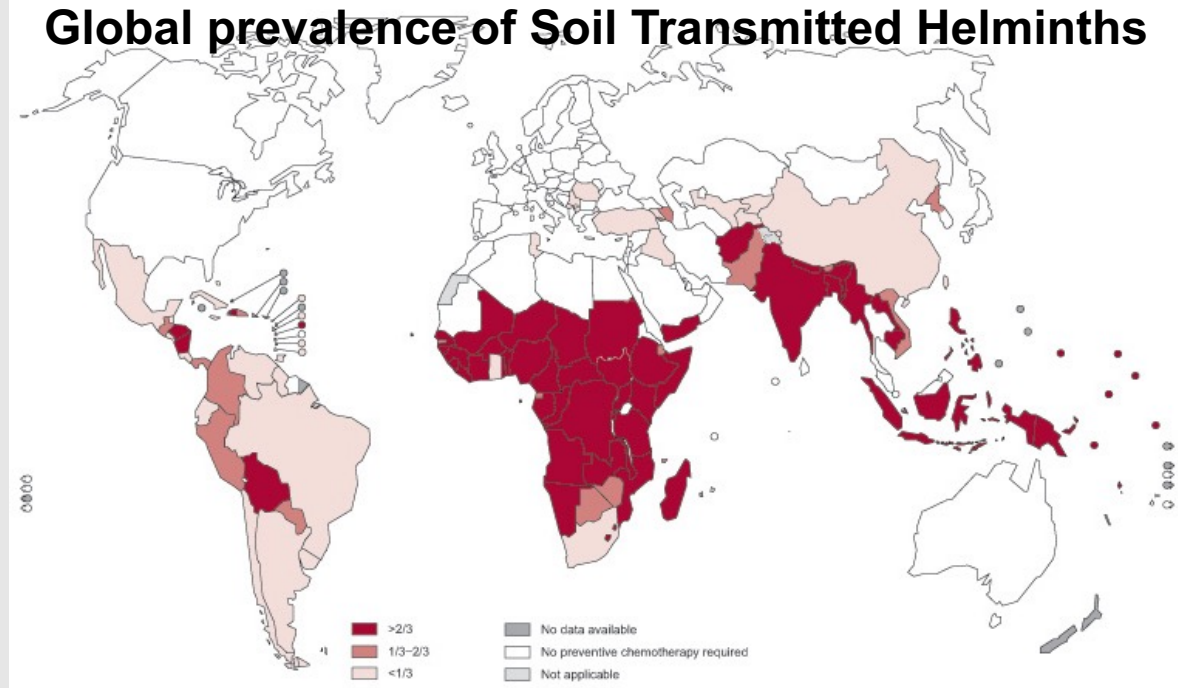 Global prevalence of Soil Transmitted Helminths
>2/3
1/3–2/3
<1/3
No data available
No preventive chemotherapy required
Not applicable